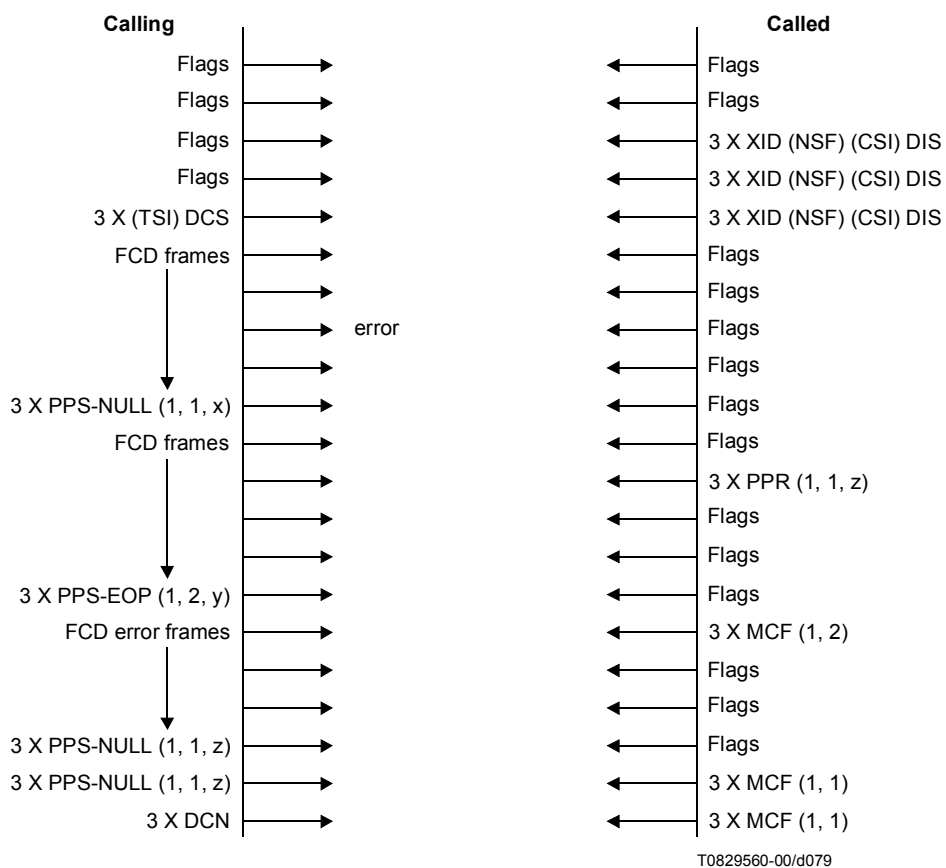 Calling Called
Flags Flags
Flags Flags
Flags 3 X XID (NSF) (CSI) DIS
Flags 3 X XID (NSF) (CSI) DIS
3 X (TSI) DCS 3 X XID (NSF) (CSI) DIS
FCD frames Flags
Flags
error Flags
Flags
3 X PPS-NULL (1, 1, x) Flags
FCD frames Flags
3 X PPR (1, 1, z)
Flags
Flags
3 X PPS-EOP (1, 2, y) Flags
FCD error frames 3 X MCF (1, 2)
Flags
Flags
3 X PPS-NULL (1, 1, z) Flags
3 X PPS-NULL (1, 1, z) 3 X MCF (1, 1)
3 X DCN 3 X MCF (1, 1)
T0829560-00/d079